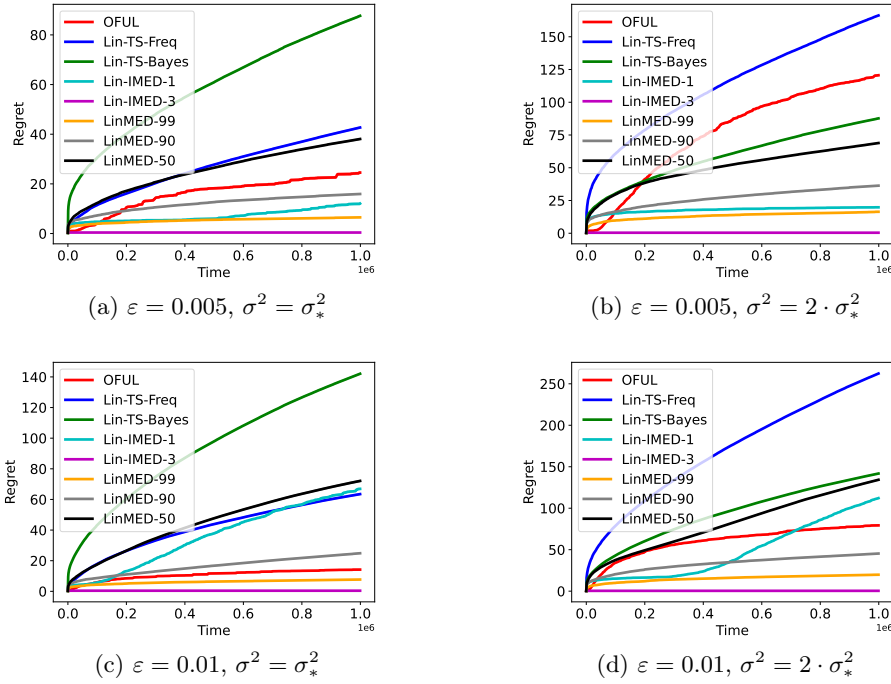 OFUL
Lin-TS-Freq
Lin-TS-Bayes
Lin-IMED-1
Lin-IMED-3
LinMED-99
LinMED-90
LinMED-50
Regret
80
60
40
20
0
0.0 0.2 0.4 0.6 0.8 1.0
Time
1e6
(a) ε = 0.005, σ² = σ²_*
OFUL
Lin-TS-Freq
Lin-TS-Bayes
Lin-IMED-1
Lin-IMED-3
LinMED-99
LinMED-90
LinMED-50
Regret
150
125
100
75
50
25
0
0.0 0.2 0.4 0.6 0.8 1.0
Time
1e6
(b) ε = 0.005, σ² = 2 · σ²_*
OFUL
Lin-TS-Freq
Lin-TS-Bayes
Lin-IMED-1
Lin-IMED-3
LinMED-99
LinMED-90
LinMED-50
Regret
140
120
100
80
60
40
20
0
0.0 0.2 0.4 0.6 0.8 1.0
Time
1e6
(c) ε = 0.01, σ² = σ²_*
OFUL
Lin-TS-Freq
Lin-TS-Bayes
Lin-IMED-1
Lin-IMED-3
LinMED-99
LinMED-90
LinMED-50
Regret
250
200
150
100
50
0
0.0 0.2 0.4 0.6 0.8 1.0
Time
1e6
(d) ε = 0.01, σ² = 2 · σ²_*